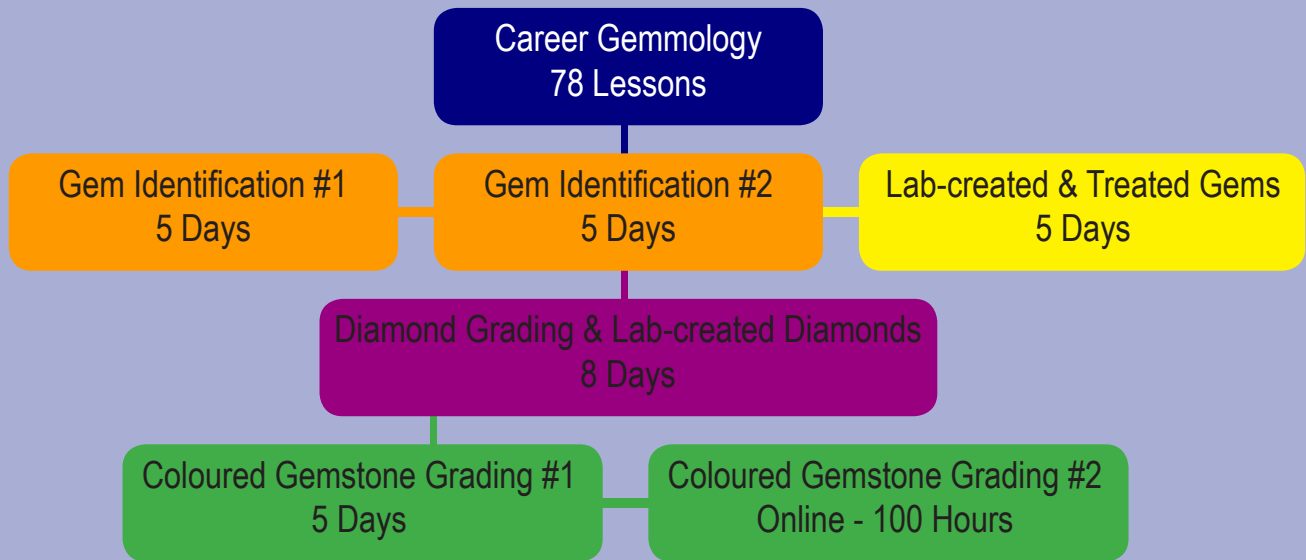 Career Gemmology
78 Lessons
Gem Identification #1
5 Days
Gem Identification #2
5 Days
Lab-created & Treated Gems
5 Days
Diamond Grading & Lab-created Diamonds
8 Days
Coloured Gemstone Grading #1
5 Days
Coloured Gemstone Grading #2
Online - 100 Hours